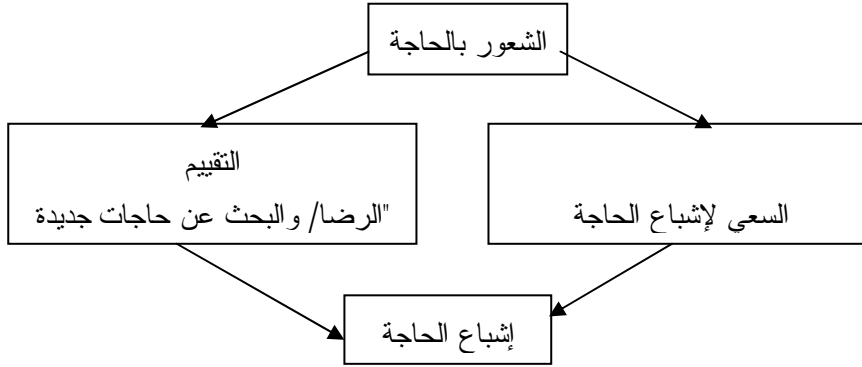 الشعور بالحاجة
السعي لإشباع الحاجة
التقييم
"الرضا/ والبحث عن حاجات جديدة
إشباع الحاجة